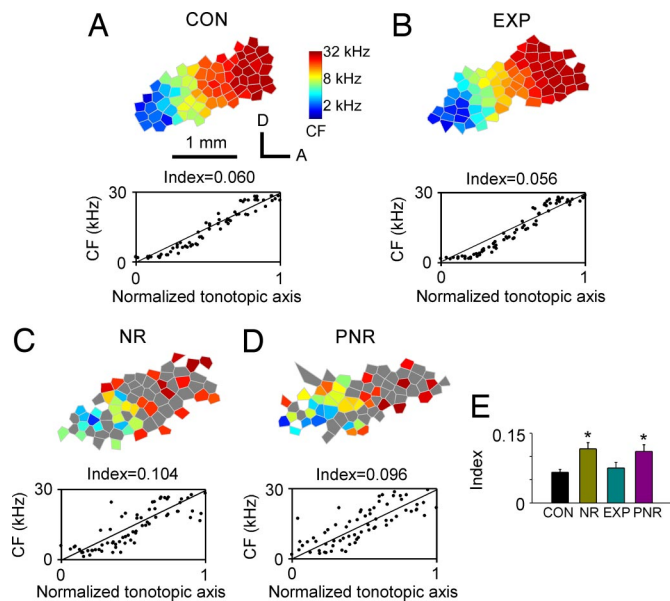 A
CON
32 kHz
8 kHz
2 kHz
CF
D
A
1 mm
Index=0.060
30
0
CF (kHz)
0
1
Normalized tonotopic axis
B
EXP
Index=0.056
30
0
CF (kHz)
0
1
Normalized tonotopic axis
C
NR
Index=0.104
30
0
CF (kHz)
0
1
Normalized tonotopic axis
D
PNR
Index=0.096
30
0
CF (kHz)
0
1
Normalized tonotopic axis
E
0.15
0
Index
* *
CON NR EXP PNR